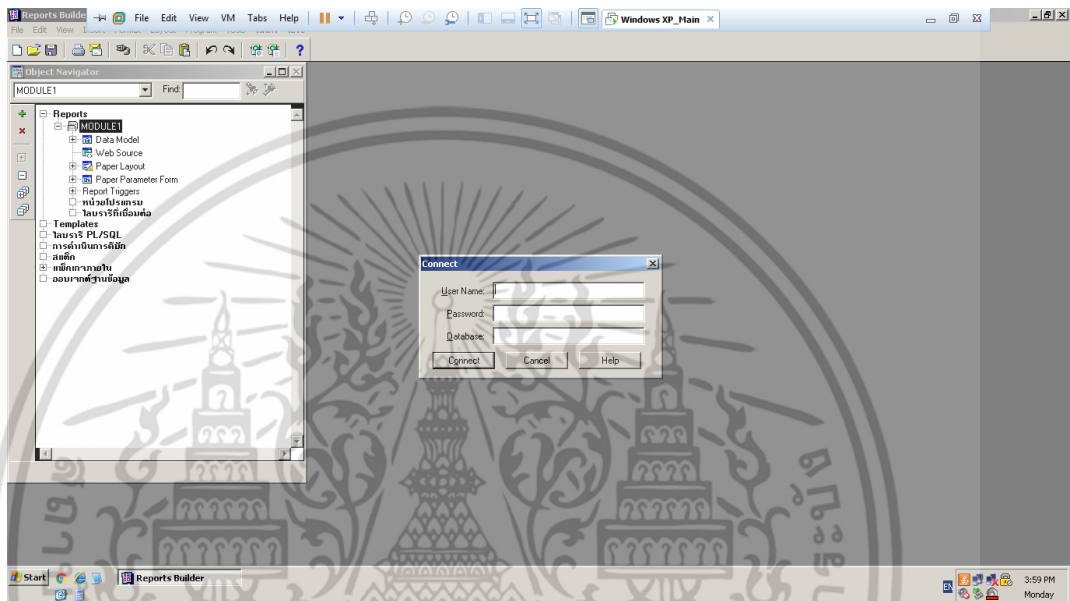 Reports Builde
File Edit View VM Tabs Help
Windows XP_Main
File Edit View
Object Navigator
MODULE1
Find:
Reports
MODULE1
Data Model
Web Source
Paper Layout
Paper Parameter Form
Report Triggers
หน่วยโปรแกรม
ไลบรารีที่เชื่อมต่อ
Templates
ไลบรารี PL/SQL
การดำเนินการดีบัก
สแต็ก
แพ็กเกจภายใน
ออบเจกต์ฐานข้อมูล
Connect
User Name:
Password:
Database:
Connect Cancel Help
Start
Reports Builder
EN
3:59 PM
Monday